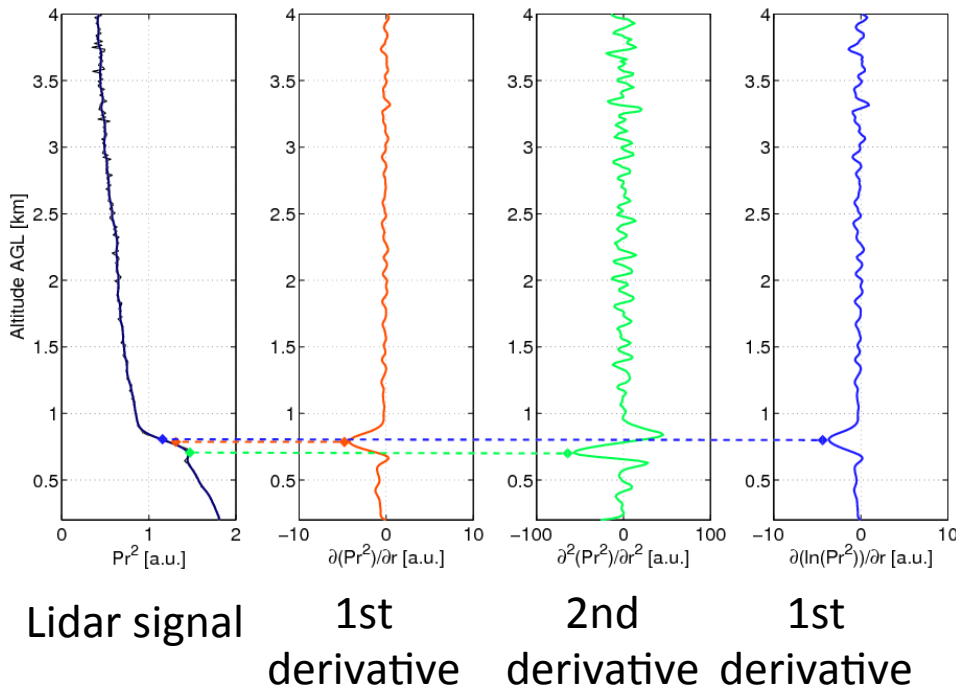 4
4
4
4
3.5
3.5
3.5
3.5
3
3
3
3
2.5
2.5
2.5
2.5
Altitude AGL [km]
2
2
2
2
1.5
1.5
1.5
1.5
1
1
1
1
0.5
0.5
0.5
0.5
0 1 2
−10 0 10
−100 0 100
−10 0 10
Pr² [a.u.]
∂(Pr²)/∂r [a.u.]
∂²(Pr²)/∂r² [a.u.]
∂(ln(Pr²))/∂r [a.u.]
Lidar signal
1st
derivative
2nd
derivative
1st
derivative